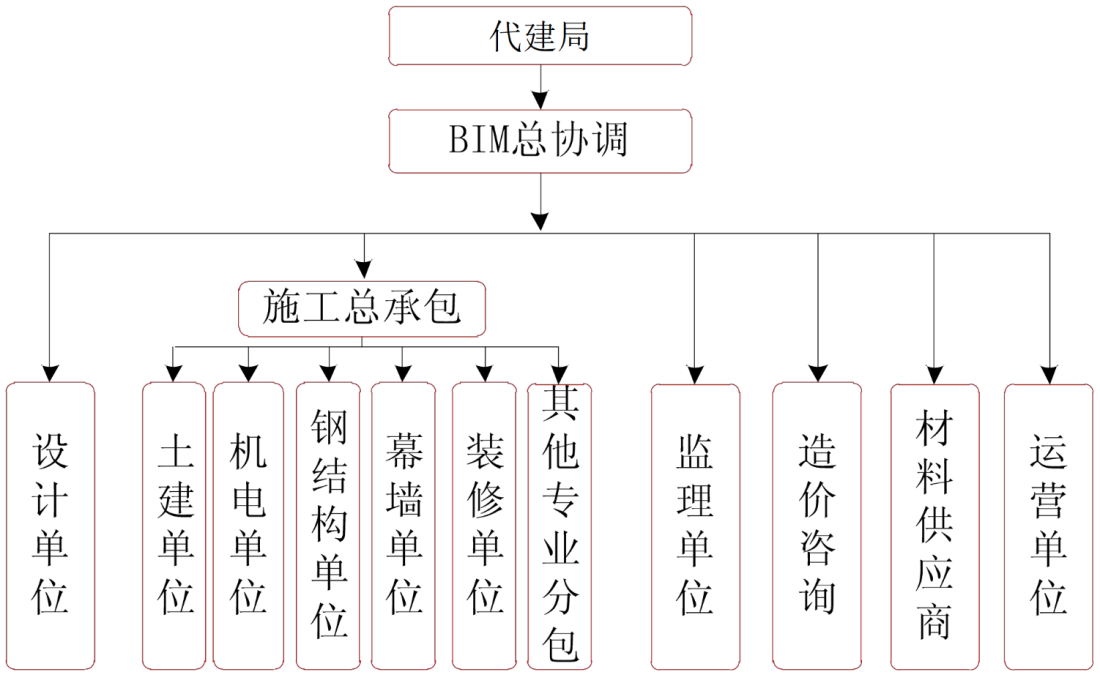 代建局
BIM总协调
施工总承包
设计单位
土建单位
机电单位
钢结构单位
幕墙单位
装修单位
其他专业分包
监理单位
造价咨询
材料供应商
运营单位